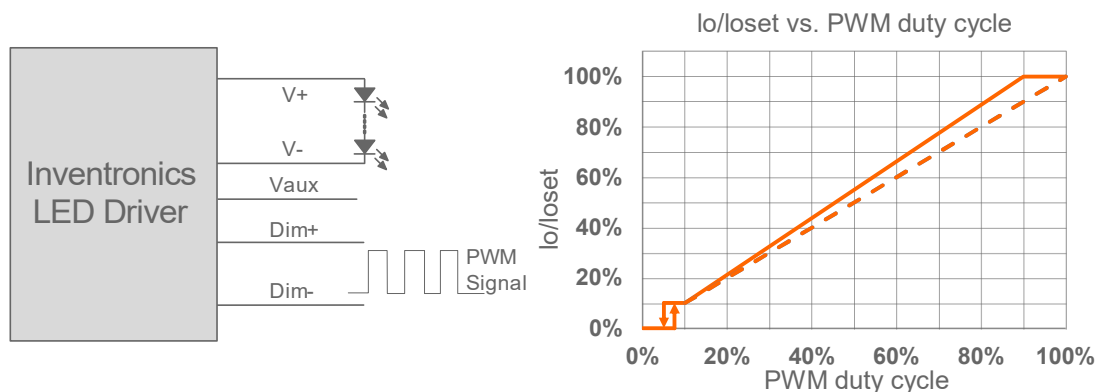 Inventronics
LED Driver
V+
V-
Vaux
Dim+
Dim-
PWM
Signal
Io/Ioset vs. PWM duty cycle
Io/Ioset
100%
80%
60%
40%
20%
0%
0%
20%
40%
60%
80%
100%
PWM duty cycle